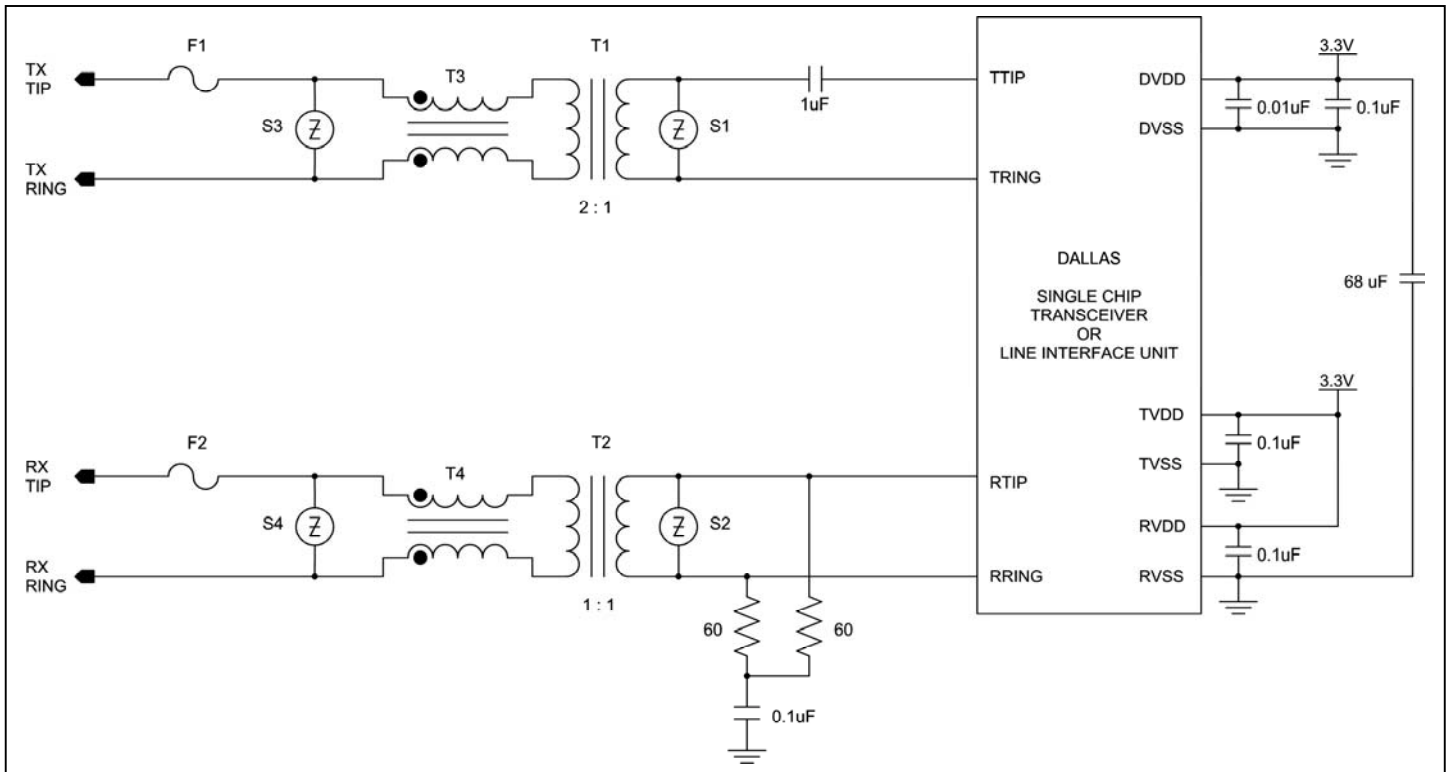 F1
T1
TX
TIP
T3
S3
S1
1uF
TX
RING
2 : 1
TTIP
TRING
DVDD
DVSS
3.3V
0.01uF
0.1uF
DALLAS
SINGLE CHIP
TRANSCEIVER
OR
LINE INTERFACE UNIT
68 uF
3.3V
TVDD
0.1uF
TVSS
RVDD
0.1uF
RVSS
F2
T2
RX
TIP
T4
S4
S2
RTIP
RX
RING
RRING
1 : 1
60
60
0.1uF